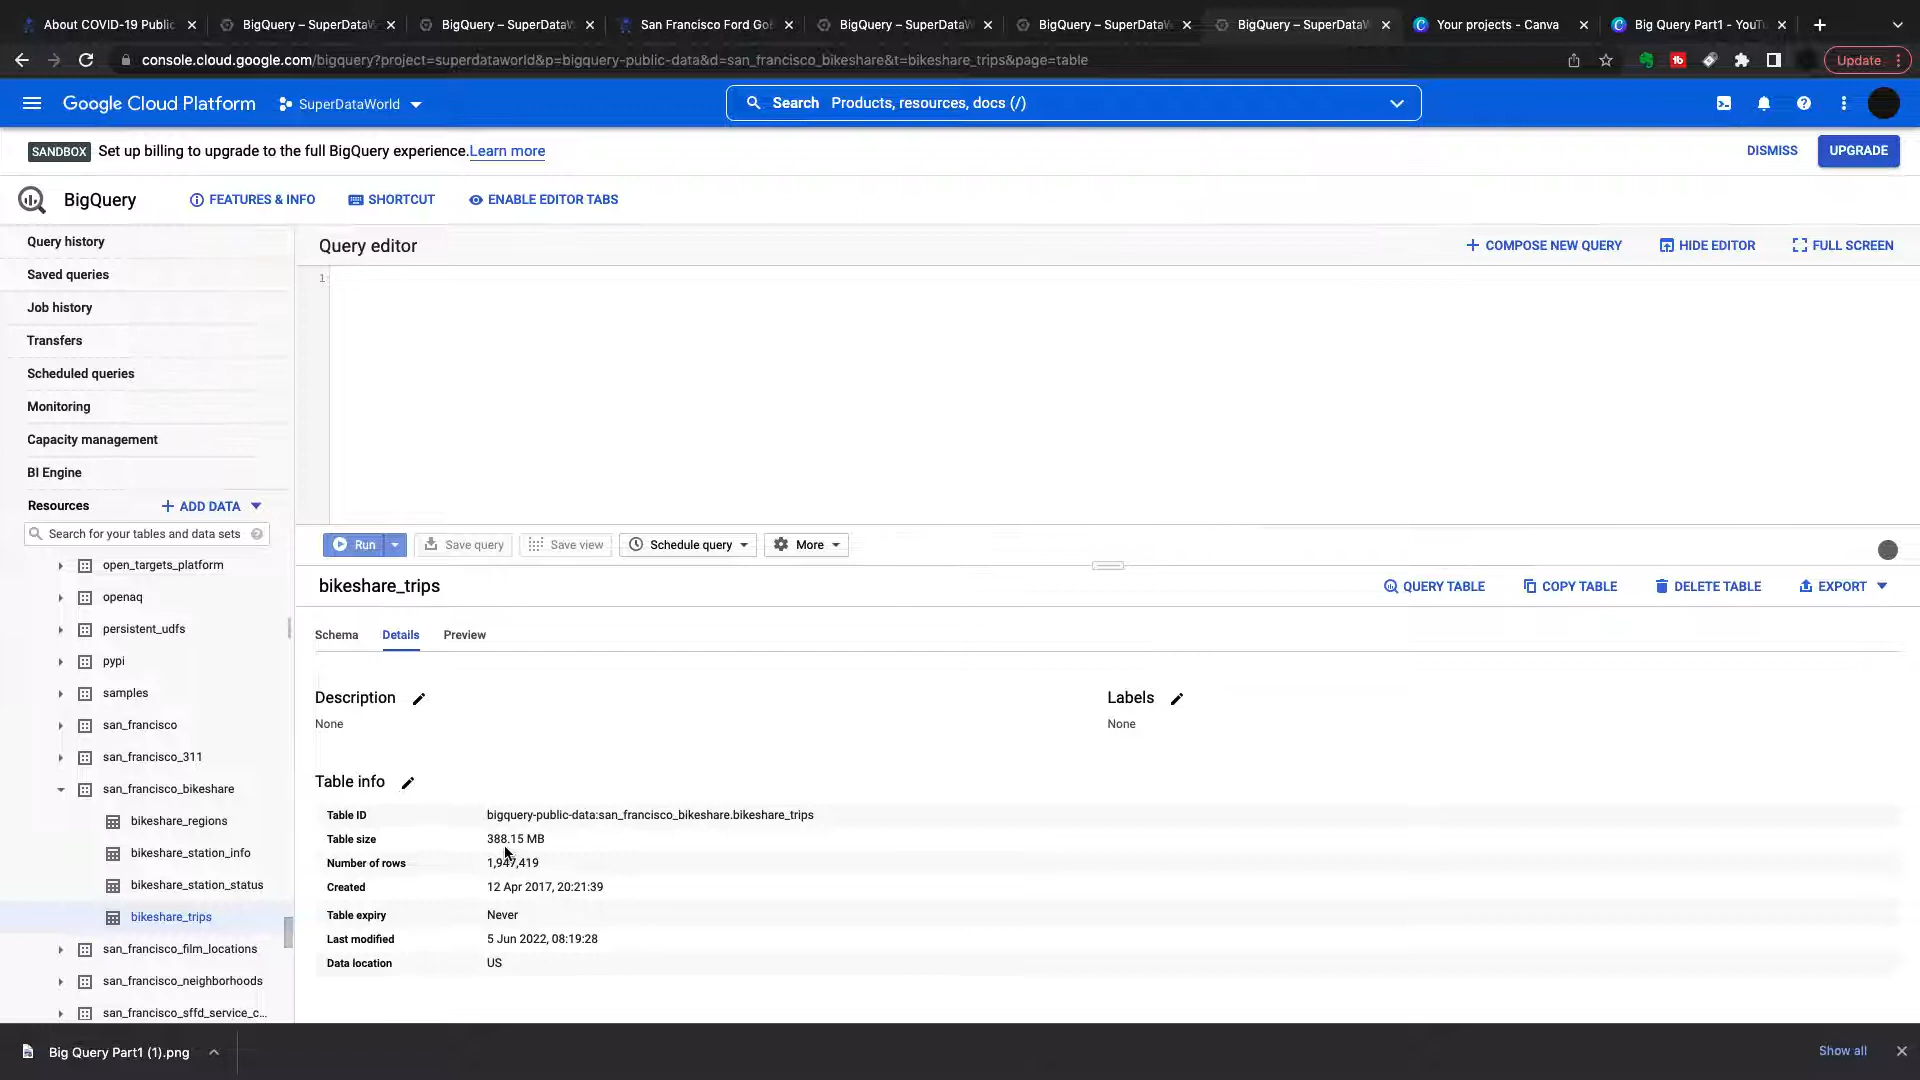 About COVID-19 Public
BigQuery – SuperDataW
BigQuery – SuperDataW
San Francisco Ford GoB
BigQuery – SuperDataW
BigQuery – SuperDataW
BigQuery – SuperDataW
Your projects - Canva
Big Query Part1 - YouTu
console.cloud.google.com/bigquery?project=superdataworld&p=bigquery-public-data&d=san_francisco_bikeshare&t=bikeshare_trips&page=table
Update
Google Cloud Platform
SuperDataWorld
Search Products, resources, docs (/)
SANDBOX Set up billing to upgrade to the full BigQuery experience. Learn more
DISMISS
UPGRADE
BigQuery
FEATURES & INFO
SHORTCUT
ENABLE EDITOR TABS
Query history
Saved queries
Job history
Transfers
Scheduled queries
Monitoring
Capacity management
BI Engine
Resources
+ ADD DATA
Search for your tables and data sets
open_targets_platform
openaq
persistent_udfs
pypi
samples
san_francisco
san_francisco_311
san_francisco_bikeshare
bikeshare_regions
bikeshare_station_info
bikeshare_station_status
bikeshare_trips
san_francisco_film_locations
san_francisco_neighborhoods
san_francisco_sffd_service_c...
Query editor
+ COMPOSE NEW QUERY
HIDE EDITOR
FULL SCREEN
1
Run
Save query
Save view
Schedule query
More
bikeshare_trips
QUERY TABLE
COPY TABLE
DELETE TABLE
EXPORT
Schema
Details
Preview
Description
None
Labels
None
Table info
Table ID bigquery-public-data:san_francisco_bikeshare.bikeshare_trips
Table size 388.15 MB
Number of rows 1,947,419
Created 12 Apr 2017, 20:21:39
Table expiry Never
Last modified 5 Jun 2022, 08:19:28
Data location US
Big Query Part1 (1).png
Show all